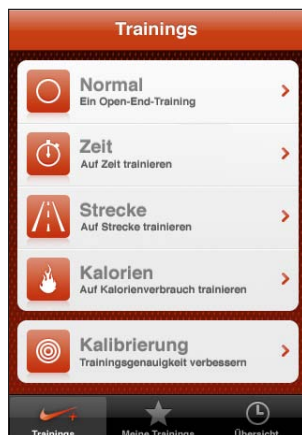 Trainings
Normal
Ein Open-End-Training
Zeit
Auf Zeit trainieren
Strecke
Auf Strecke trainieren
Kalorien
Auf Kalorienverbrauch trainieren
Kalibrierung
Trainingsgenauigkeit verbessern
Trainings
Meine Trainings
Übersicht